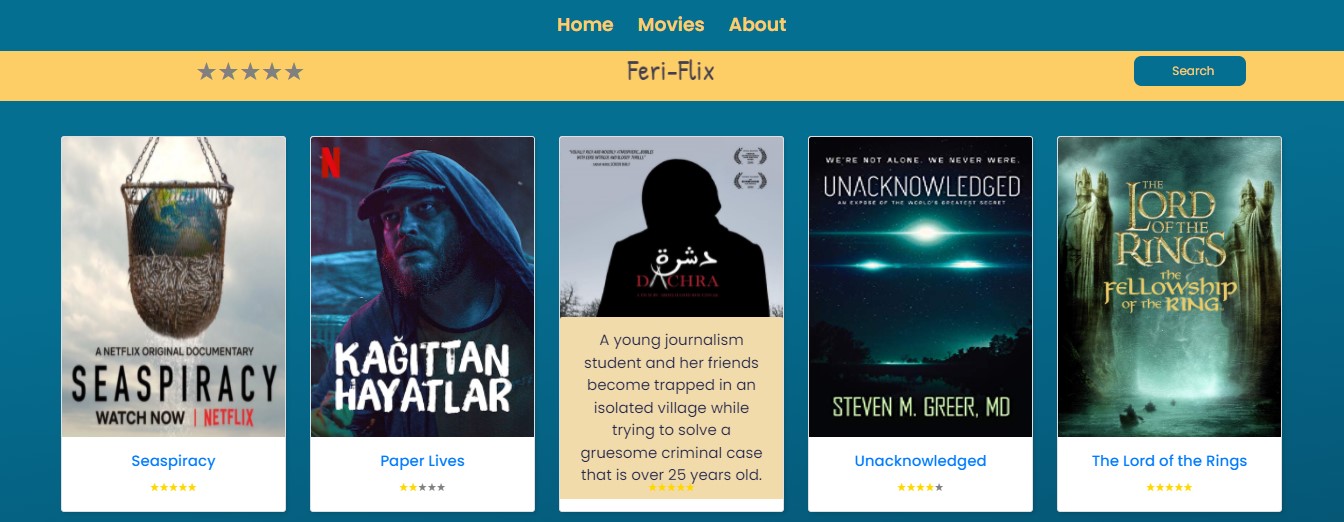 Home Movies About
Feri-Flix
Search
A NETFLIX ORIGINAL DOCUMENTARY
SEASPIRACY
WATCH NOW | NETFLIX
Seaspiracy
N
KAĞITTAN
HAYATLAR
Paper Lives
دشرة
DACHRA
A young journalism
student and her friends
become trapped in an
isolated village while
trying to solve a
gruesome criminal case
that is over 25 years old.
WE'RE NOT ALONE. WE NEVER WERE.
UNACKNOWLEDGED
AN EXPOSE OF THE WORLD'S GREATEST SECRET
STEVEN M. GREER, MD
Unacknowledged
THE
LORD
OF THE
RINGS
THE
FELLOWSHIP
OF THE RING
The Lord of the Rings